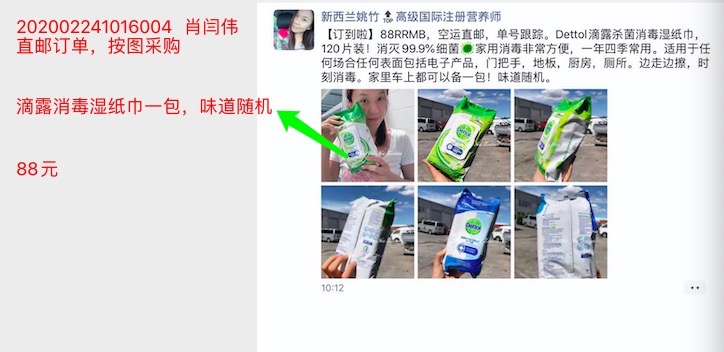 202002241016004 肖闫伟
直邮订单，按图采购
滴露消毒湿纸巾一包，味道随机
88元
新西兰姚竹 TOP 高级国际注册营养师
【订到啦】88RRMB，空运直邮，单号跟踪。Dettol滴露杀菌消毒湿纸巾，
120片装！消灭99.9%细菌 家用消毒非常方便，一年四季常用。适用于任
何场合任何表面包括电子产品，门把手，地板，厨房，厕所。边走边擦，时
刻消毒。家里车上都可以备一包！味道随机。
Dettol
Dettol
Dettol
Dettol
10:12